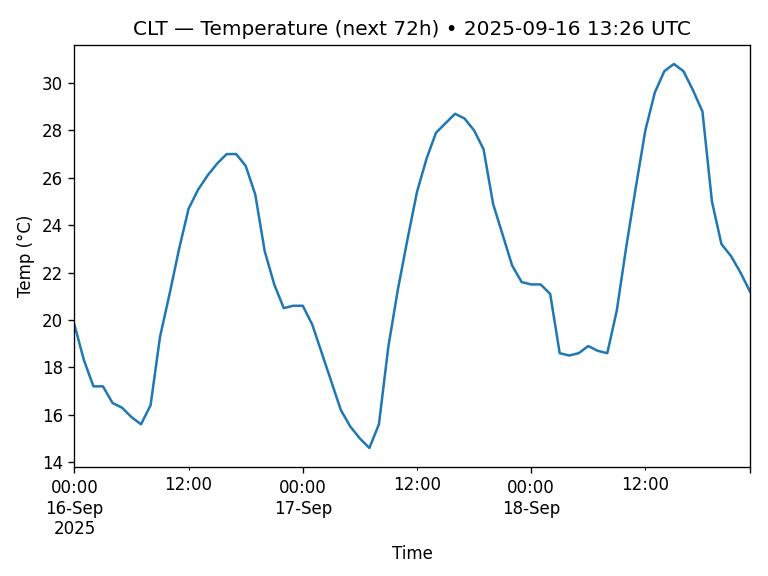 CLT — Temperature (next 72h) • 2025-09-16 13:26 UTC
Temp (°C)
30
28
26
24
22
20
18
16
14
00:00 12:00 00:00 12:00 00:00 12:00
16-Sep 17-Sep 18-Sep
2025
Time